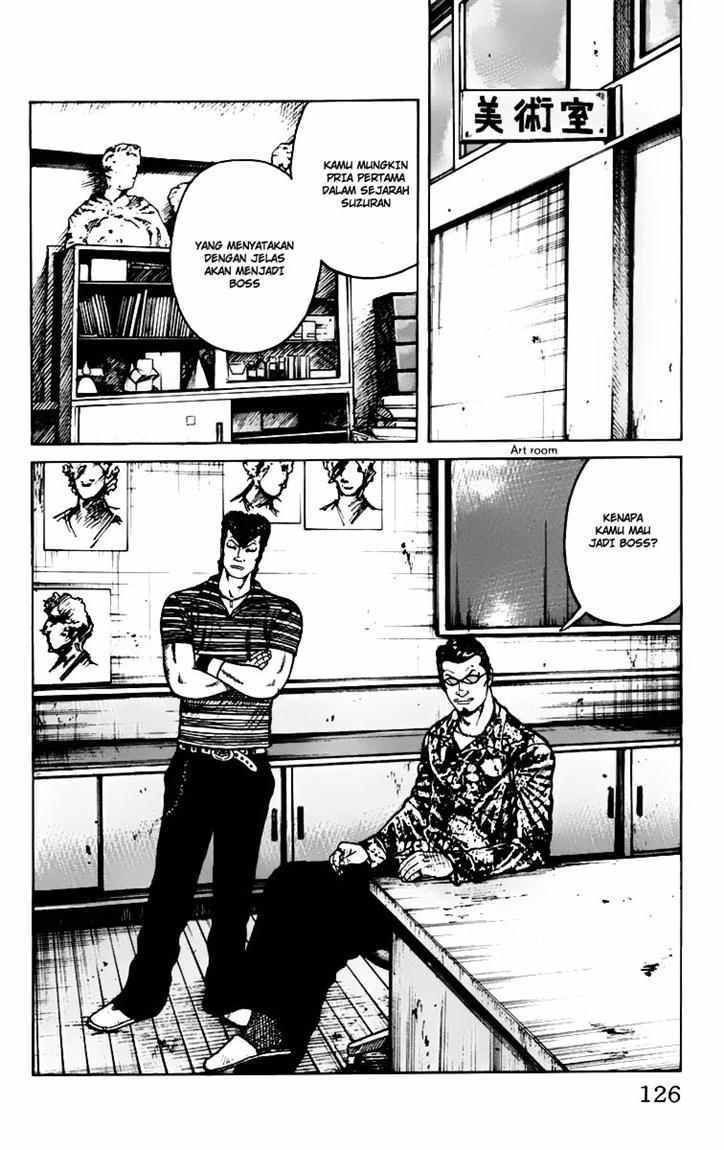 美術室
Art room
KAMU MUNGKIN
PRIA PERTAMA
DALAM SEJARAH
SUZURAN
YANG MENYATAKAN
DENGAN JELAS
AKAN MENJADI
BOSS
KENAPA
KAMU MAU
JADI BOSS?
126